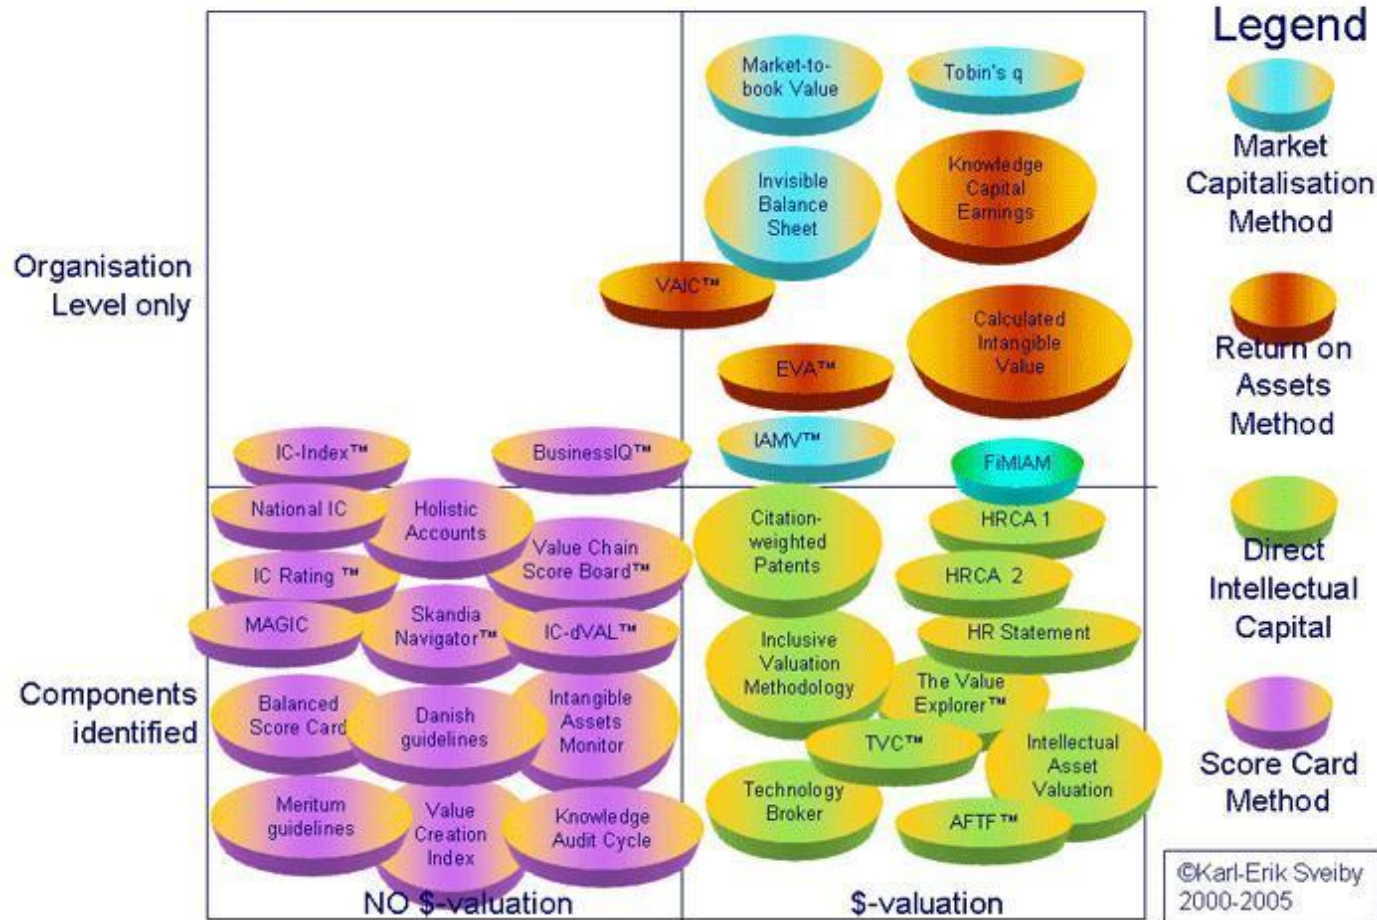 Legend
Market-to-
book Value
Tobin's q
Market
Capitalisation
Method
Invisible
Balance
Sheet
Knowledge
Capital
Earnings
Organisation
Level only
VAIC™
Calculated
Intangible
Value
EVA™
Return on
Assets
Method
IC-Index™
BusinessIQ™
IAMV™
FiMIAM
National IC
Holistic
Accounts
Value Chain
Score Board™
IC Rating ™
MAGIC
Skandia
Navigator™
IC-dVAL™
Citation-
weighted
Patents
HRCA 1
HRCA 2
HR Statement
Direct
Intellectual
Capital
Inclusive
Valuation
Methodology
The Value
Explorer™
Components
identified
Balanced
Score Card
Danish
guidelines
Intangible
Assets
Monitor
TVC™
Intellectual
Asset
Valuation
Technology
Broker
AFTF™
Score Card
Method
Meritum
guidelines
Value
Creation
Index
Knowledge
Audit Cycle
NO $-valuation
$-valuation
©Karl-Erik Sveiby
2000-2005